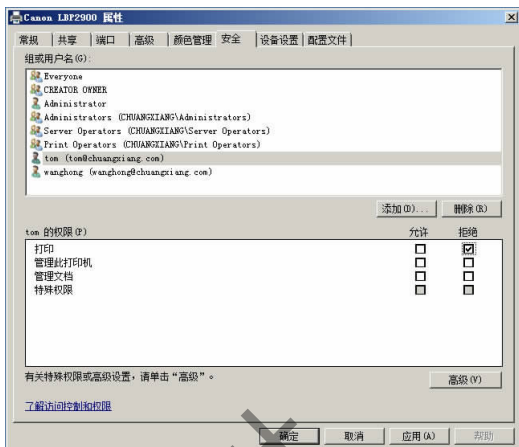 Canon LBP2900 属性
常规 共享 端口 高级 颜色管理 安全 设备设置 配置文件
组或用户名(G):
Everyone
CREATOR OWNER
Administrator
Administrators (CHUANGXIANG\Administrators)
Server Operators (CHUANGXIANG\Server Operators)
Print Operators (CHUANGXIANG\Print Operators)
tom (tom@chuangxiang.com)
wanghong (wanghong@chuangxiang.com)
添加(D)... 删除(R)
tom 的权限(P) 允许 拒绝
打印
管理此打印机
管理文档
特殊权限
有关特殊权限或高级设置，请单击“高级”。 高级(V)
了解访问控制和权限
确定 取消 应用(A) 帮助